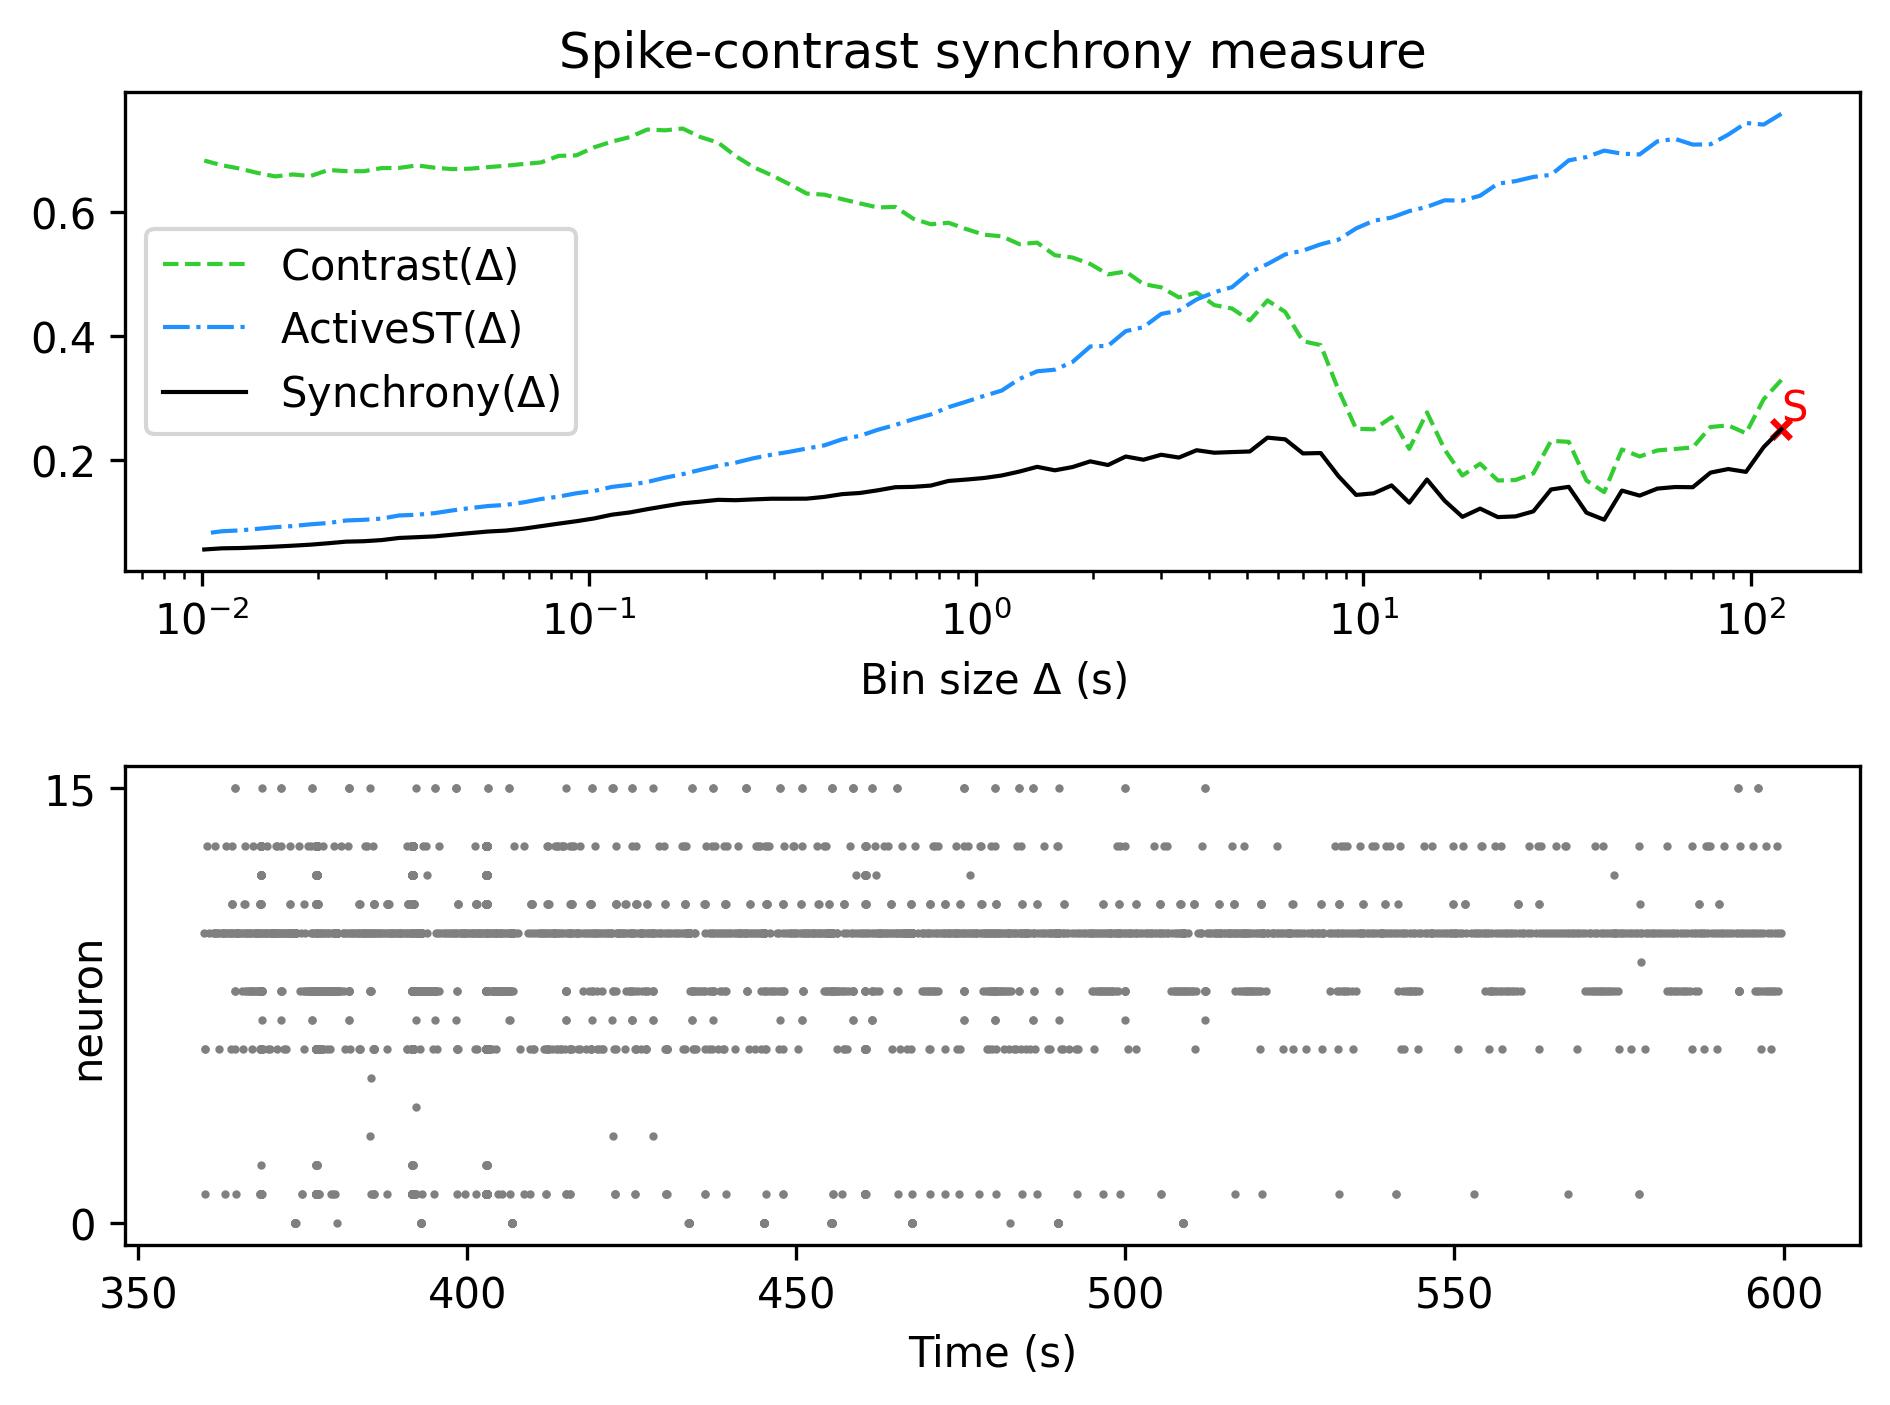 Spike-contrast synchrony measure
0.6
0.4
0.2
Contrast(Δ)
ActiveST(Δ)
Synchrony(Δ)
S
10⁻² 10⁻¹ 10⁰ 10¹ 10²
Bin size Δ (s)
15
0
neuron
350 400 450 500 550 600
Time (s)